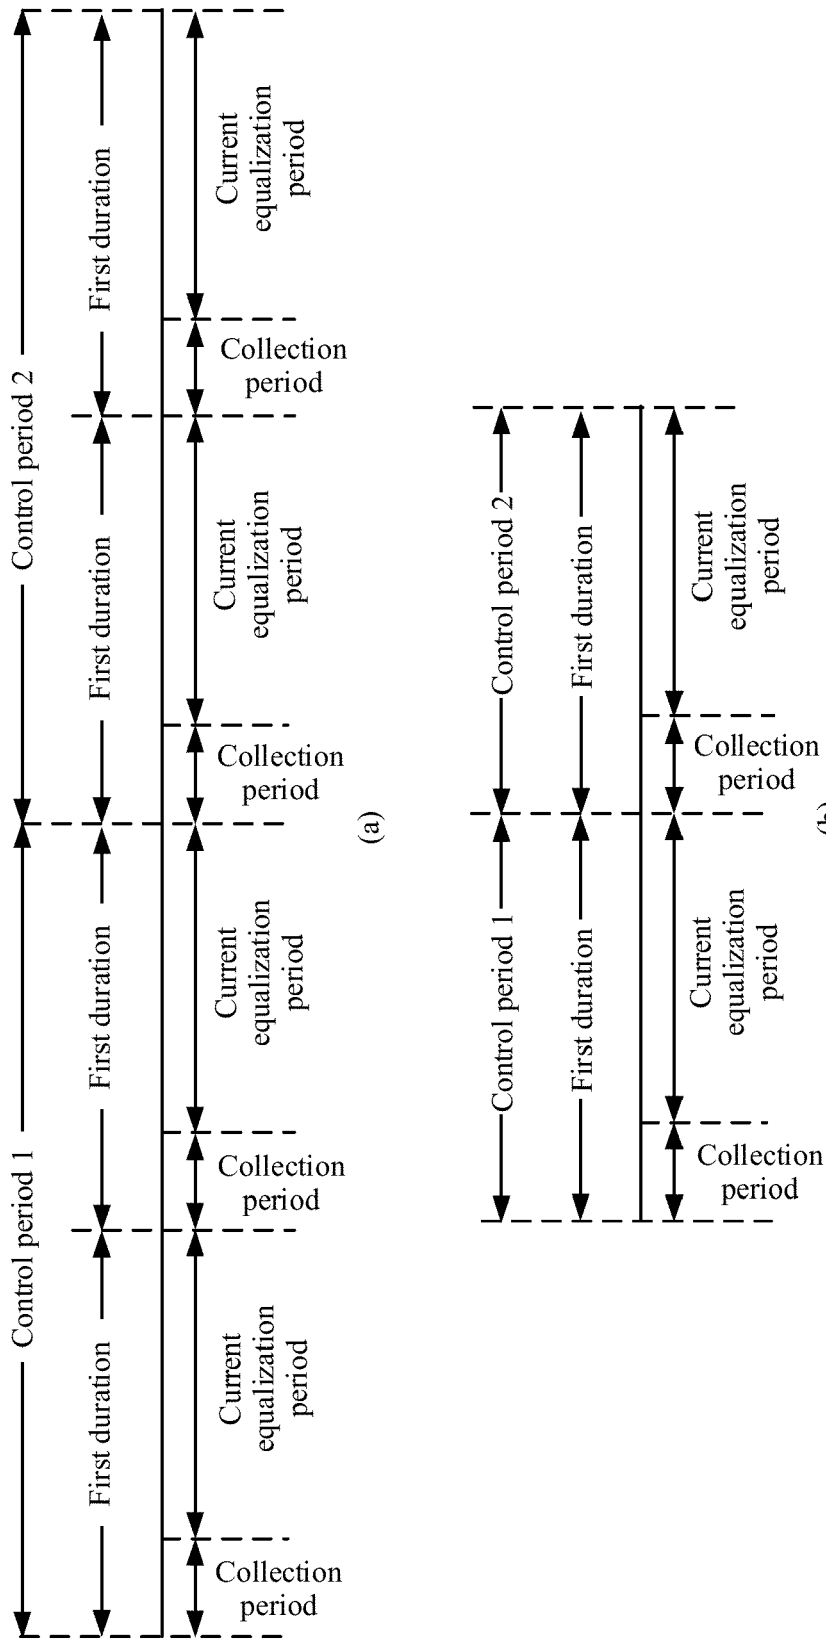 Control period 1
Control period 2
First duration
First duration
First duration
First duration
Collection
period
Current
equalization
period
Collection
period
Current
equalization
period
Collection
period
Current
equalization
period
Collection
period
Current
equalization
period
(a)
Control period 1
Control period 2
First duration
First duration
Collection
period
Current
equalization
period
Collection
period
Current
equalization
period
(b)